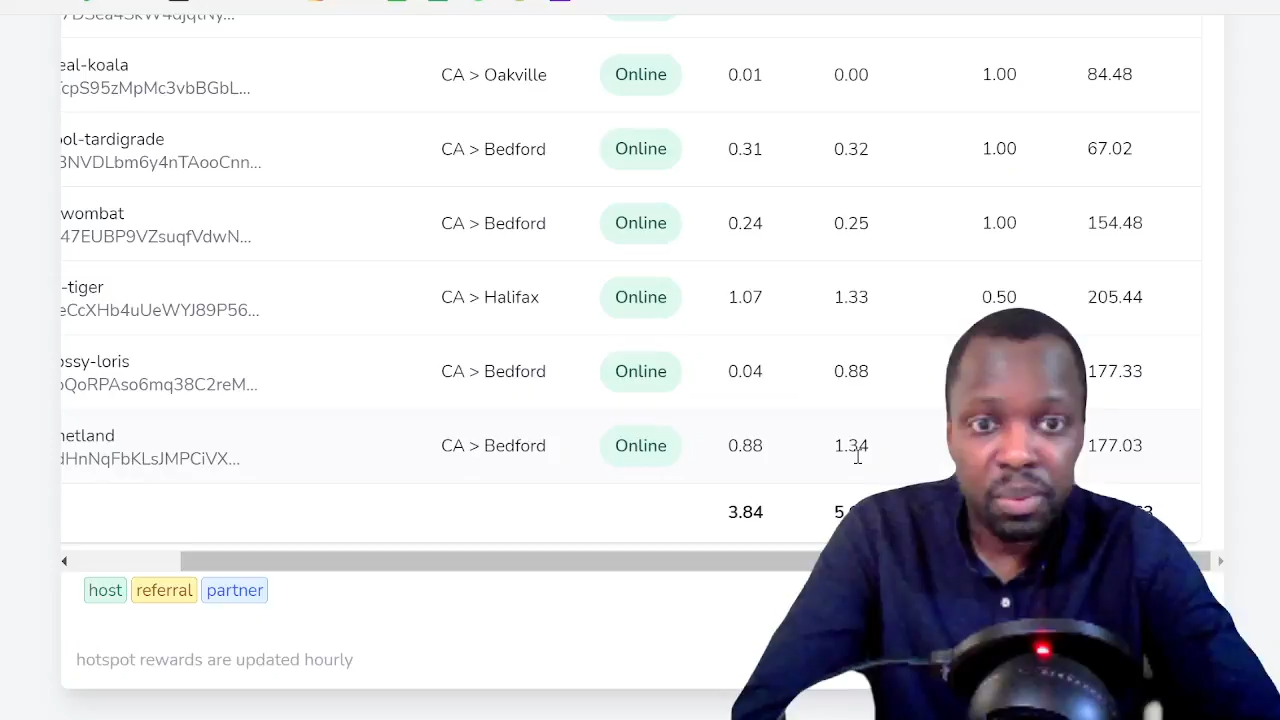 eal-koala
CA > Oakville Online 0.01 0.00 1.00 84.48
cpS95zMpMc3vbBGbL...
ol-tardigrade
CA > Bedford Online 0.31 0.32 1.00 67.02
3NVDLbm6y4nTAooCnn...
wombat
CA > Bedford Online 0.24 0.25 1.00 154.48
47EUBP9VZsuqfVdwN...
-tiger
CA > Halifax Online 1.07 1.33 0.50 205.44
eCcXHb4uUeWYJ89P56...
ssy-loris
CA > Bedford Online 0.04 0.88 177.33
QoRPAso6mq38C2reM...
etland
CA > Bedford Online 0.88 1.34 177.03
dHnNqFbKLsJMPCiVX...
3.84 5
host referral partner
hotspot rewards are updated hourly